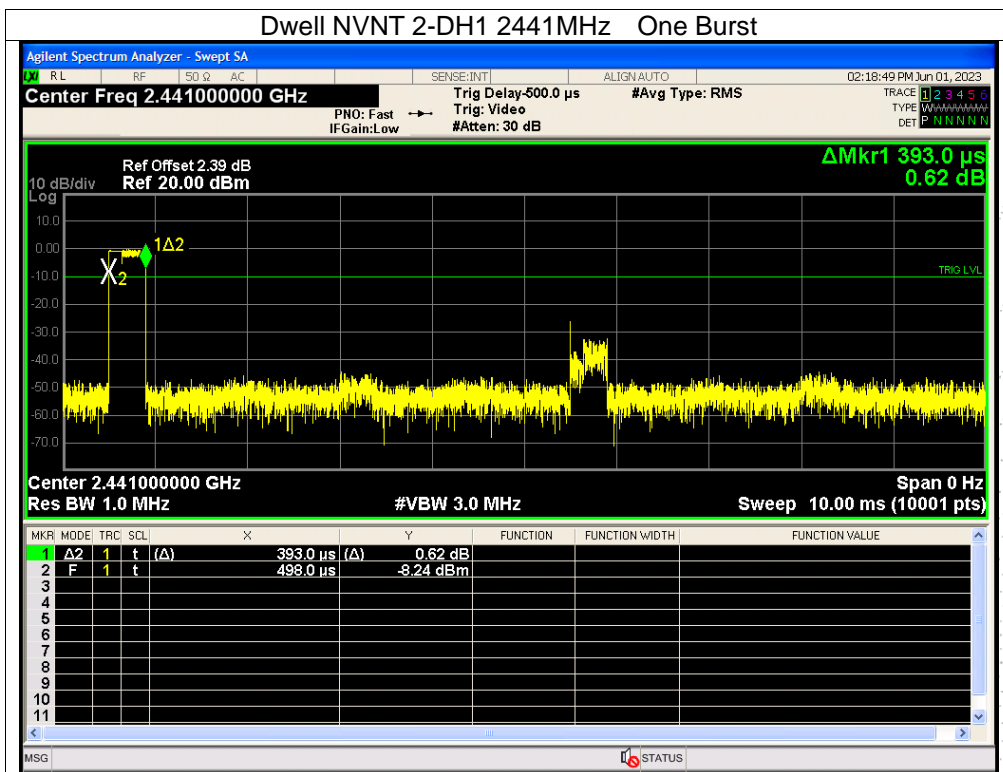 Dwell NVNT 2-DH1 2441MHz One Burst
Agilent Spectrum Analyzer - Swept SA
LXI RL RF 50 Ω AC SENSE:INT ALIGN AUTO 02:18:49 PM Jun 01, 2023
Center Freq 2.441000000 GHz
PNO: Fast
IFGain:Low
Trig Delay-500.0 µs
Trig: Video
#Atten: 30 dB
#Avg Type: RMS
TRACE 1 2 3 4 5 6
TYPE WWWWWWW
DET P N N N N N
ΔMkr1 393.0 µs
0.62 dB
Ref Offset 2.39 dB
10 dB/div Ref 20.00 dBm
Log
10.0
0.00
-10.0
-20.0
-30.0
-40.0
-50.0
-60.0
-70.0
1Δ2
X2
TRIG LVL
Center 2.441000000 GHz Span 0 Hz
Res BW 1.0 MHz #VBW 3.0 MHz Sweep 10.00 ms (10001 pts)
MKR MODE TRC SCL X Y FUNCTION FUNCTION WIDTH FUNCTION VALUE
1 Δ2 1 t (Δ) 393.0 µs (Δ) 0.62 dB
2 F 1 t 498.0 µs -8.24 dBm
3
4
5
6
7
8
9
10
11
MSG STATUS